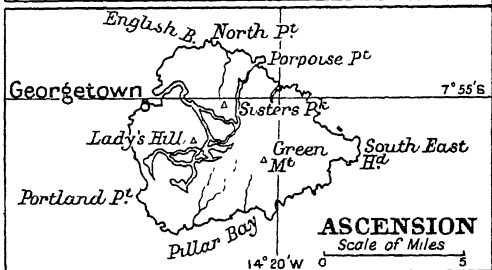 English B.
North Pt.
Porpoise Pt
Georgetown
7°55'S
Sisters Pk
Lady's Hill
Green
Mt
South East
Hd
Portland Pt.
Pillar Bay
ASCENSION
Scale of Miles
14°20'W
0 5